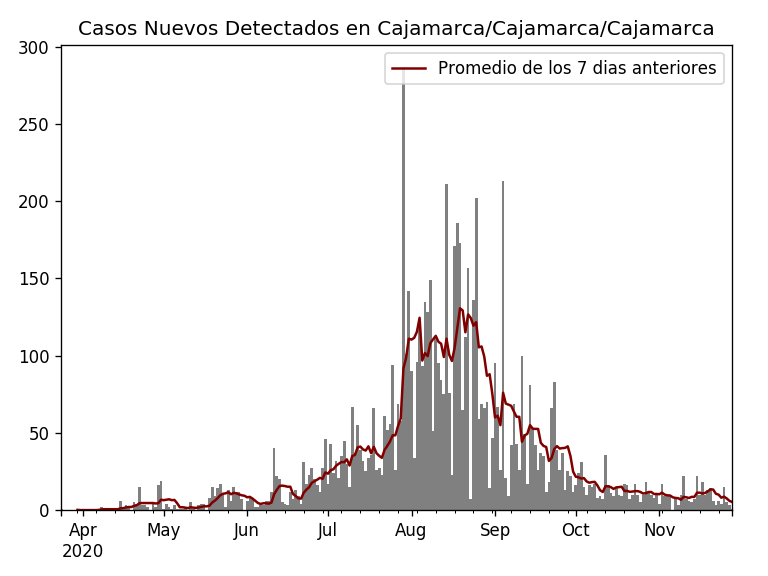 Casos Nuevos Detectados en Cajamarca/Cajamarca/Cajamarca
Promedio de los 7 dias anteriores
300
250
200
150
100
50
0
Apr May Jun Jul Aug Sep Oct Nov
2020